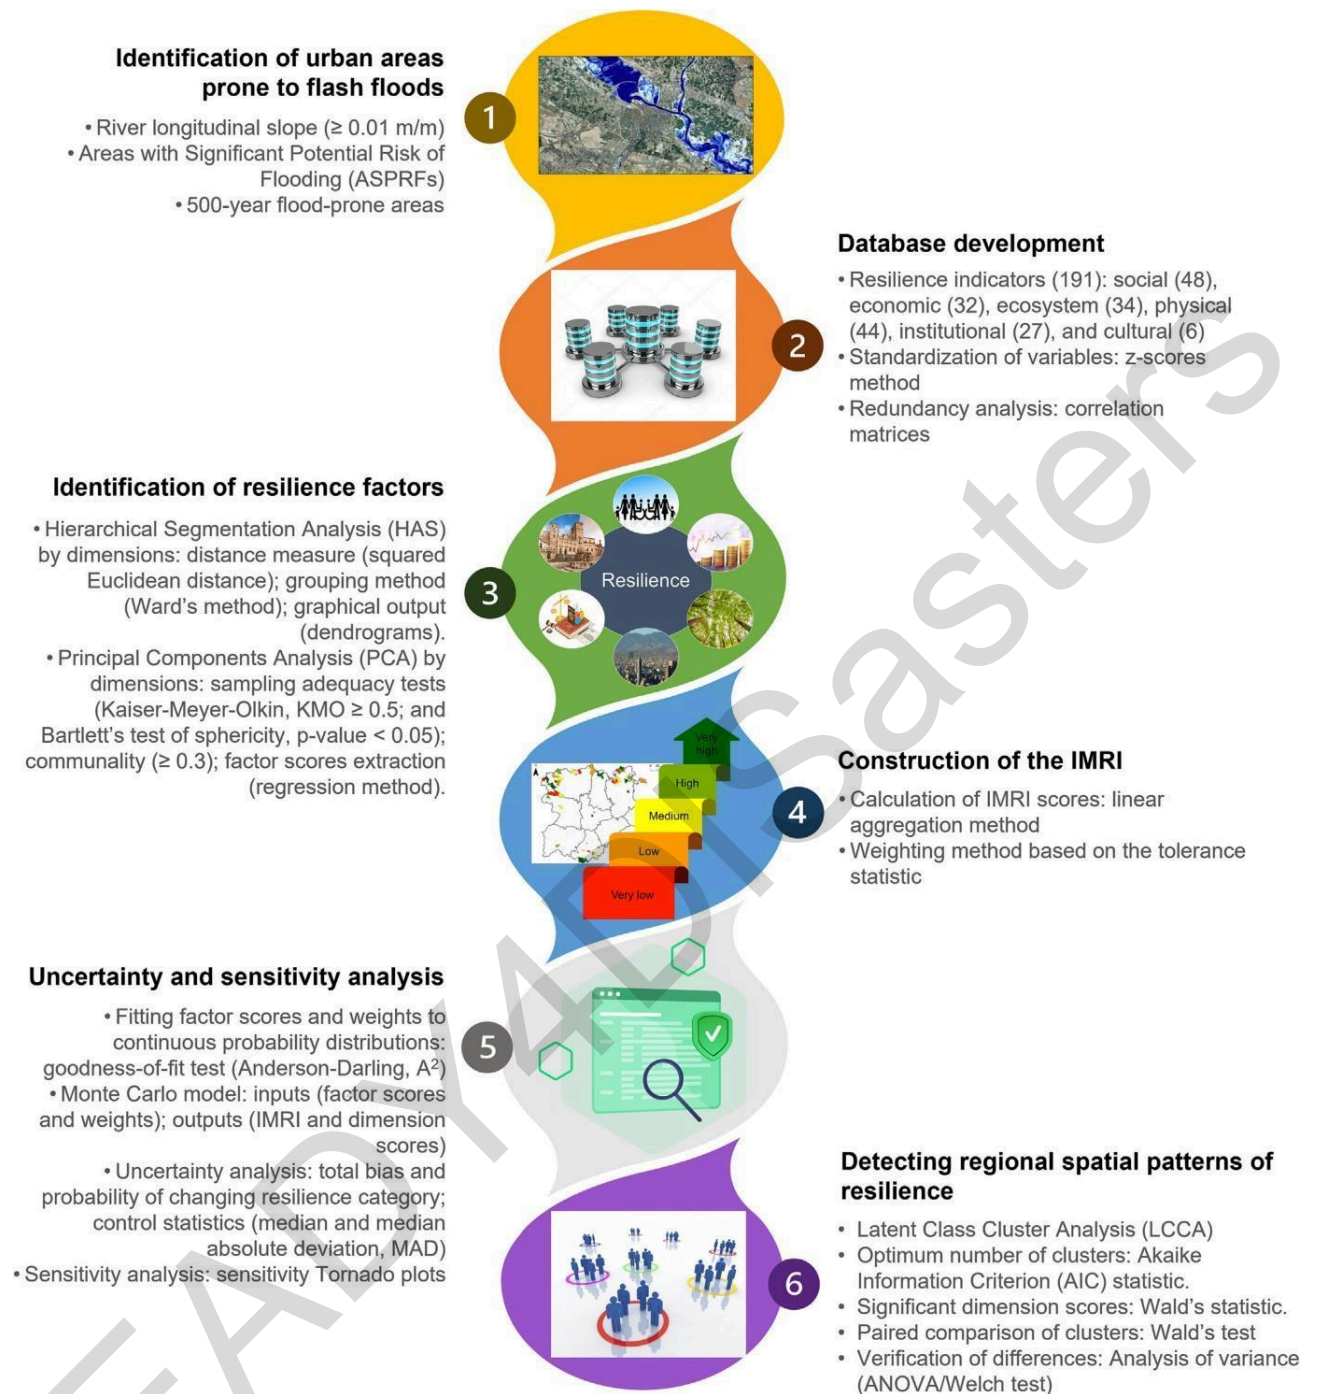 Identification of urban areas
prone to flash floods
• River longitudinal slope (≥ 0.01 m/m)
• Areas with Significant Potential Risk of
Flooding (ASPRFs)
• 500-year flood-prone areas
1
Database development
• Resilience indicators (191): social (48),
economic (32), ecosystem (34), physical
(44), institutional (27), and cultural (6)
• Standardization of variables: z-scores
method
• Redundancy analysis: correlation
matrices
2
Identification of resilience factors
• Hierarchical Segmentation Analysis (HAS)
by dimensions: distance measure (squared
Euclidean distance); grouping method
(Ward's method); graphical output
(dendrograms).
• Principal Components Analysis (PCA) by
dimensions: sampling adequacy tests
(Kaiser-Meyer-Olkin, KMO ≥ 0.5; and
Bartlett's test of sphericity, p-value < 0.05);
communality (≥ 0.3); factor scores extraction
(regression method).
3
Resilience
Very
high
High
Medium
Low
Very low
4
Construction of the IMRI
• Calculation of IMRI scores: linear
aggregation method
• Weighting method based on the tolerance
statistic
Uncertainty and sensitivity analysis
• Fitting factor scores and weights to
continuous probability distributions:
goodness-of-fit test (Anderson-Darling, A²)
• Monte Carlo model: inputs (factor scores
and weights); outputs (IMRI and dimension
scores)
• Uncertainty analysis: total bias and
probability of changing resilience category;
control statistics (median and median
absolute deviation, MAD)
• Sensitivity analysis: sensitivity Tornado plots
5
Detecting regional spatial patterns of
resilience
• Latent Class Cluster Analysis (LCCA)
• Optimum number of clusters: Akaike
Information Criterion (AIC) statistic.
• Significant dimension scores: Wald's statistic.
• Paired comparison of clusters: Wald's test
• Verification of differences: Analysis of variance
(ANOVA/Welch test)
6
EADY4Disasters